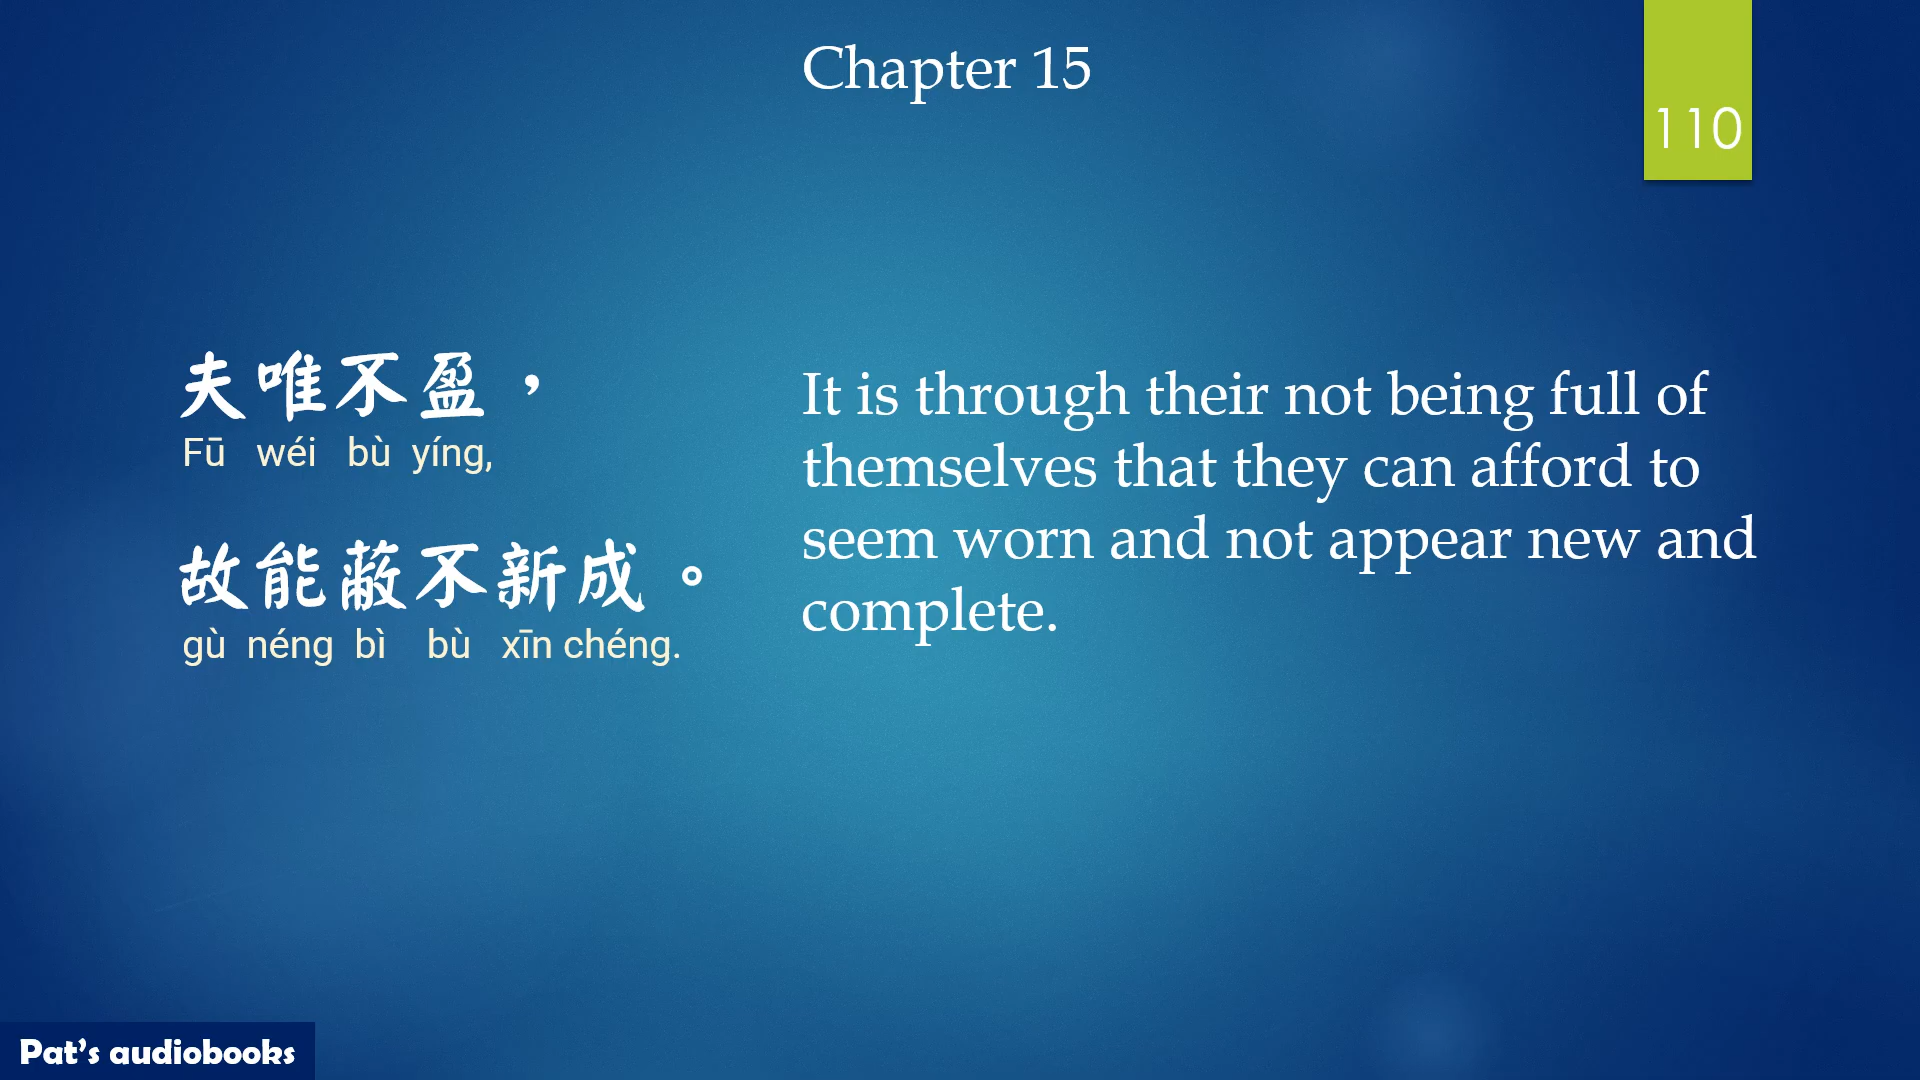 Chapter 15
110
夫唯不盈，
Fū wéi bù yíng,
故能蔽不新成。
gù néng bì bù xīn chéng.
It is through their not being full of
themselves that they can afford to
seem worn and not appear new and
complete.
Pat's audiobooks